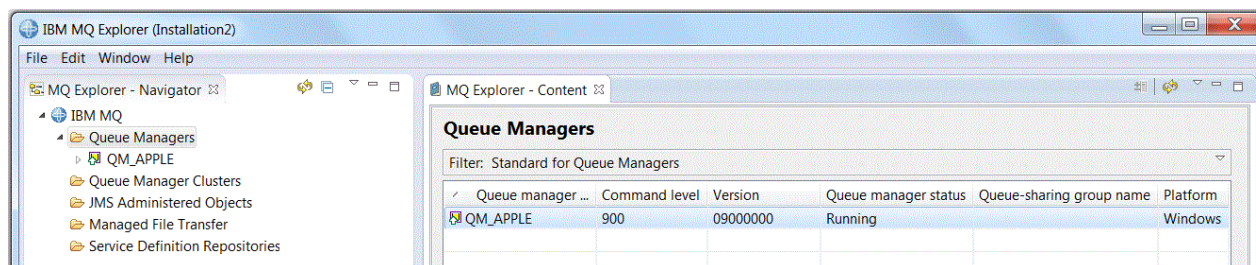 IBM MQ Explorer (Installation2)
File Edit Window Help
MQ Explorer - Navigator
IBM MQ
Queue Managers
QM_APPLE
Queue Manager Clusters
JMS Administered Objects
Managed File Transfer
Service Definition Repositories
MQ Explorer - Content
Queue Managers
Filter: Standard for Queue Managers
Queue manager ... Command level Version Queue manager status Queue-sharing group name Platform
QM_APPLE 900 09000000 Running Windows